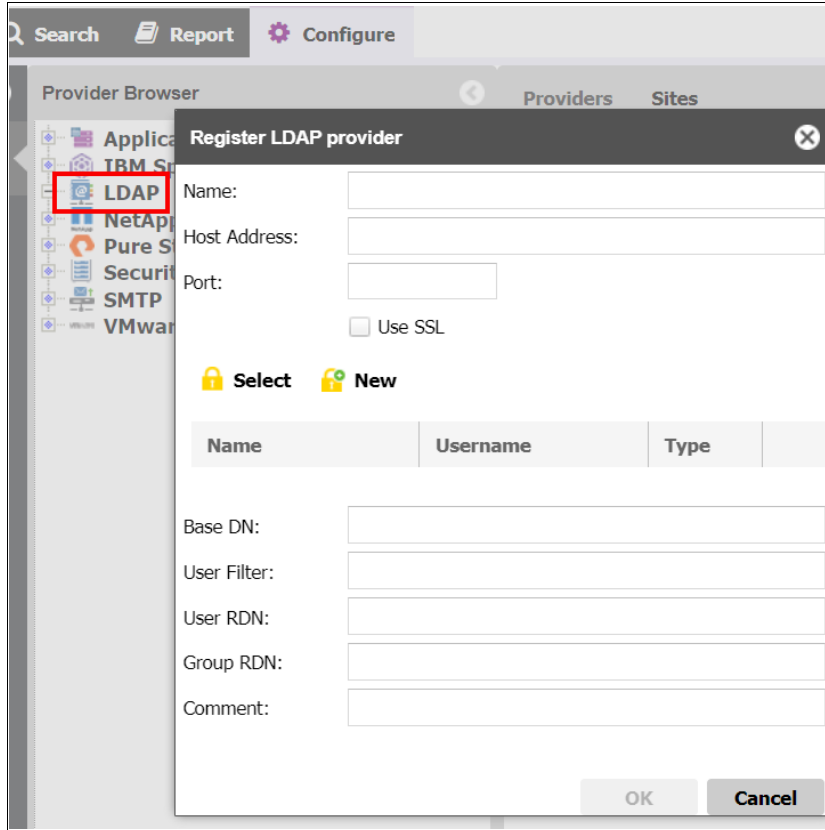 Search Report Configure
Provider Browser
Providers Sites
Applica
IBM Sp
LDAP
NetApp
Pure S
Securit
SMTP
VMwar
Register LDAP provider
Name:
Host Address:
Port:
Use SSL
Select New
Name Username Type
Base DN:
User Filter:
User RDN:
Group RDN:
Comment:
OK Cancel